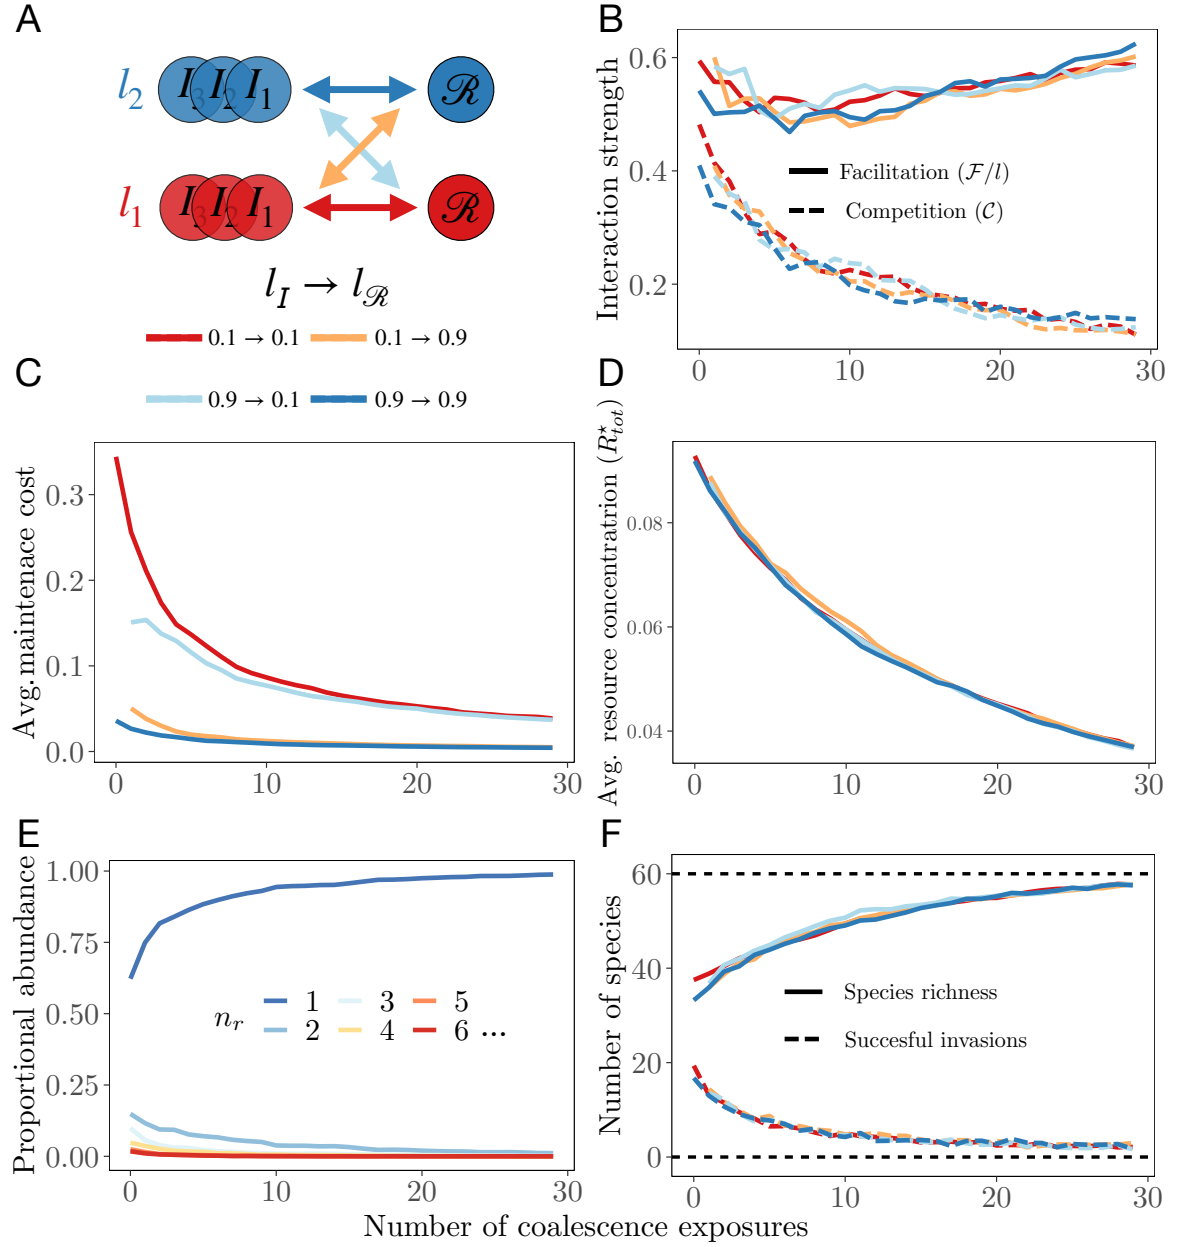 A
l₂ I₃ I₂ I₁ ℛ
l₁ I₃ I₂ I₁ ℛ
l_I → l_ℛ
0.1 → 0.1 0.1 → 0.9
0.9 → 0.1 0.9 → 0.9
B
Interaction strength
0.6
0.4
0.2
Facilitation (ℱ/l)
Competition (𝒞)
0 10 20 30
C
Avg. maintenace cost
0.3
0.2
0.1
0.0
0 10 20 30
D
Avg. resource concentratrion (R*tot)
0.08
0.06
0.04
0 10 20 30
E
Proportional abundance
1.00
0.75
0.50
0.25
0.00
n_r
1 3 5
2 4 6 ...
0 10 20 30
F
Number of species
60
40
20
0
Species richness
Succesful invasions
0 10 20 30
Number of coalescence exposures